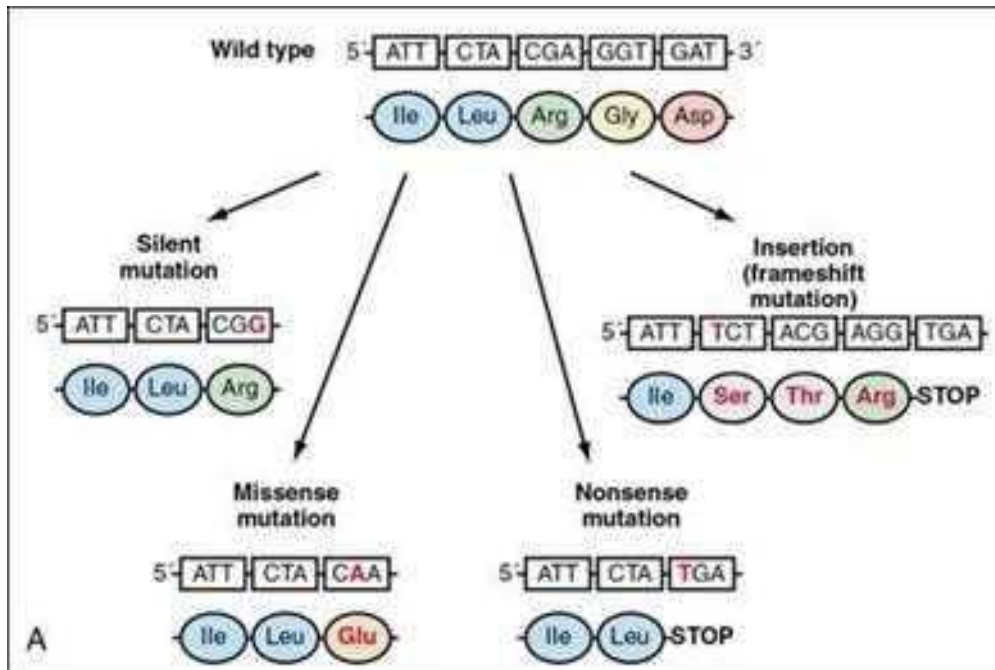 Wild type 5´ ATT CTA CGA GGT GAT 3´
Ile Leu Arg Gly Asp
Silent
mutation
5´ ATT CTA CGG
Ile Leu Arg
Insertion
(frameshift
mutation)
5´ ATT TCT ACG AGG TGA
Ile Ser Thr Arg STOP
Missense
mutation
5´ ATT CTA CAA
Ile Leu Glu
Nonsense
mutation
5´ ATT CTA TGA
Ile Leu STOP
A